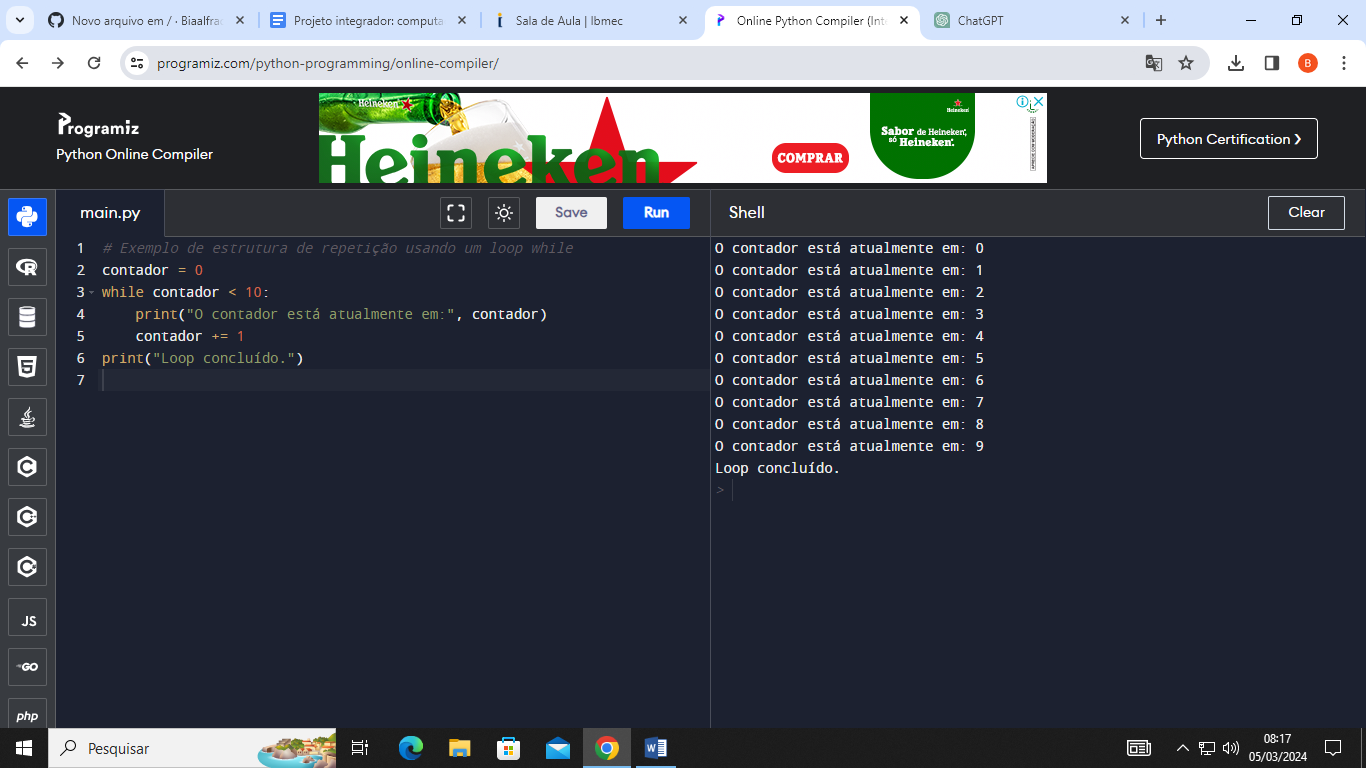 Novo arquivo em / · Biaalfra
Projeto integrador: computa
Sala de Aula | Ibmec
Online Python Compiler (Int
ChatGPT
programiz.com/python-programming/online-compiler/
B
Programiz
Python Online Compiler
Heineken
Heineken
COMPRAR
Heineken
Sabor de Heineken,
só Heineken.
Python Certification ❯
main.py
Save
Run
Shell
Clear
1 # Exemplo de estrutura de repetição usando um loop while
2 contador = 0
3 while contador < 10:
4     print("O contador está atualmente em:", contador)
5     contador += 1
6 print("Loop concluído.")
7
O contador está atualmente em: 0
O contador está atualmente em: 1
O contador está atualmente em: 2
O contador está atualmente em: 3
O contador está atualmente em: 4
O contador está atualmente em: 5
O contador está atualmente em: 6
O contador está atualmente em: 7
O contador está atualmente em: 8
O contador está atualmente em: 9
Loop concluído.
>
R
5
C
C
C
JS
GO
php
Pesquisar
W
08:17
05/03/2024